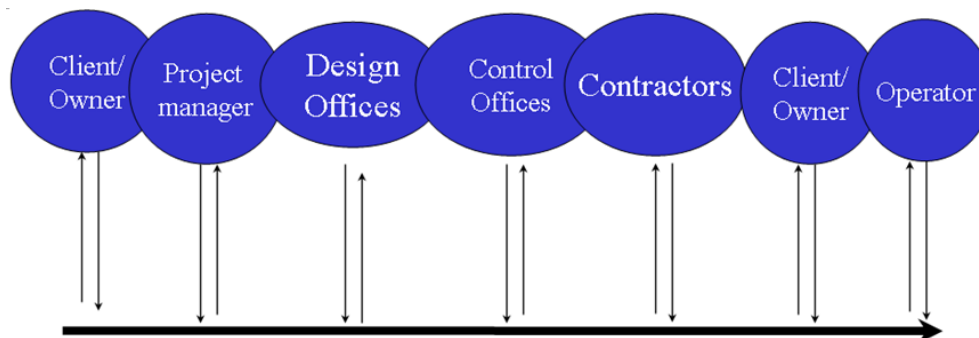 Client/
Owner
Project
manager
Design
Offices
Control
Offices
Contractors
Client/
Owner
Operator